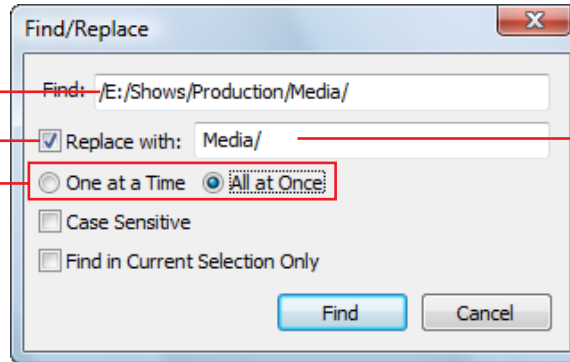 Find/Replace
Find: /E:/Shows/Production/Media/
Replace with: Media/
One at a Time All at Once
Case Sensitive
Find in Current Selection Only
Find Cancel